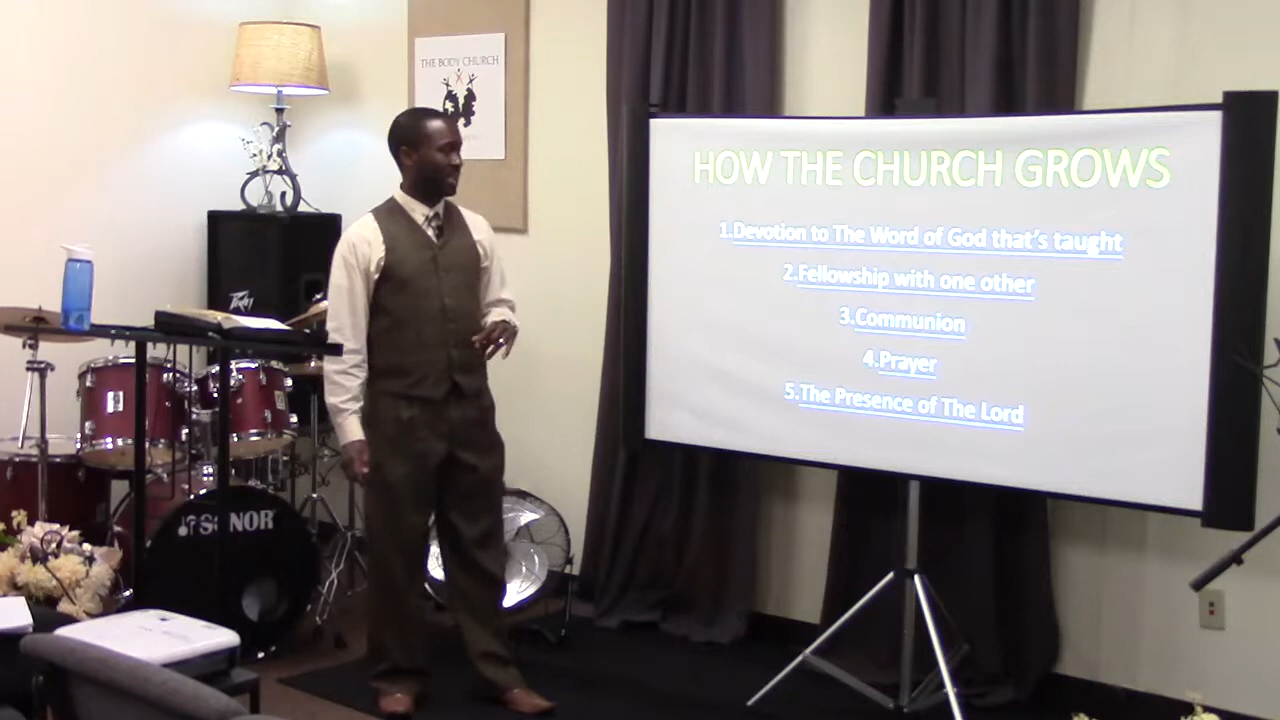 THE BODY CHURCH
HOW THE CHURCH GROWS
1.Devotion to The Word of God that's taught
2.Fellowship with one other
3.Communion
4.Prayer
5.The Presence of The Lord
Peavey
SONOR